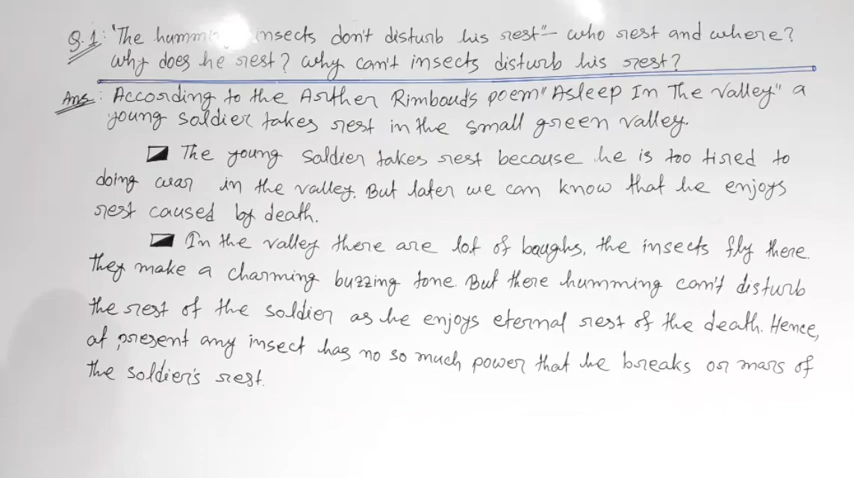 Q.1: "The humming insects don't disturb his rest" - who rest and where?
why does he rest? why can't insects disturb his rest?
Ans: According to the Arther Rimboud's poem "Asleep In The Valley" a
young soldier takes rest in the small green valley.
The young soldier takes rest because he is too tired to
doing war in the valley. But later we can know that he enjoys
rest caused by death.
In the valley there are lot of baughs, the insects fly there.
They make a charming buzzing tone But there humming can't disturb
the rest of the soldier as he enjoys eternal rest of the death. Hence,
at present any insect has no so much power that he breaks or mars of
the soldier's rest.